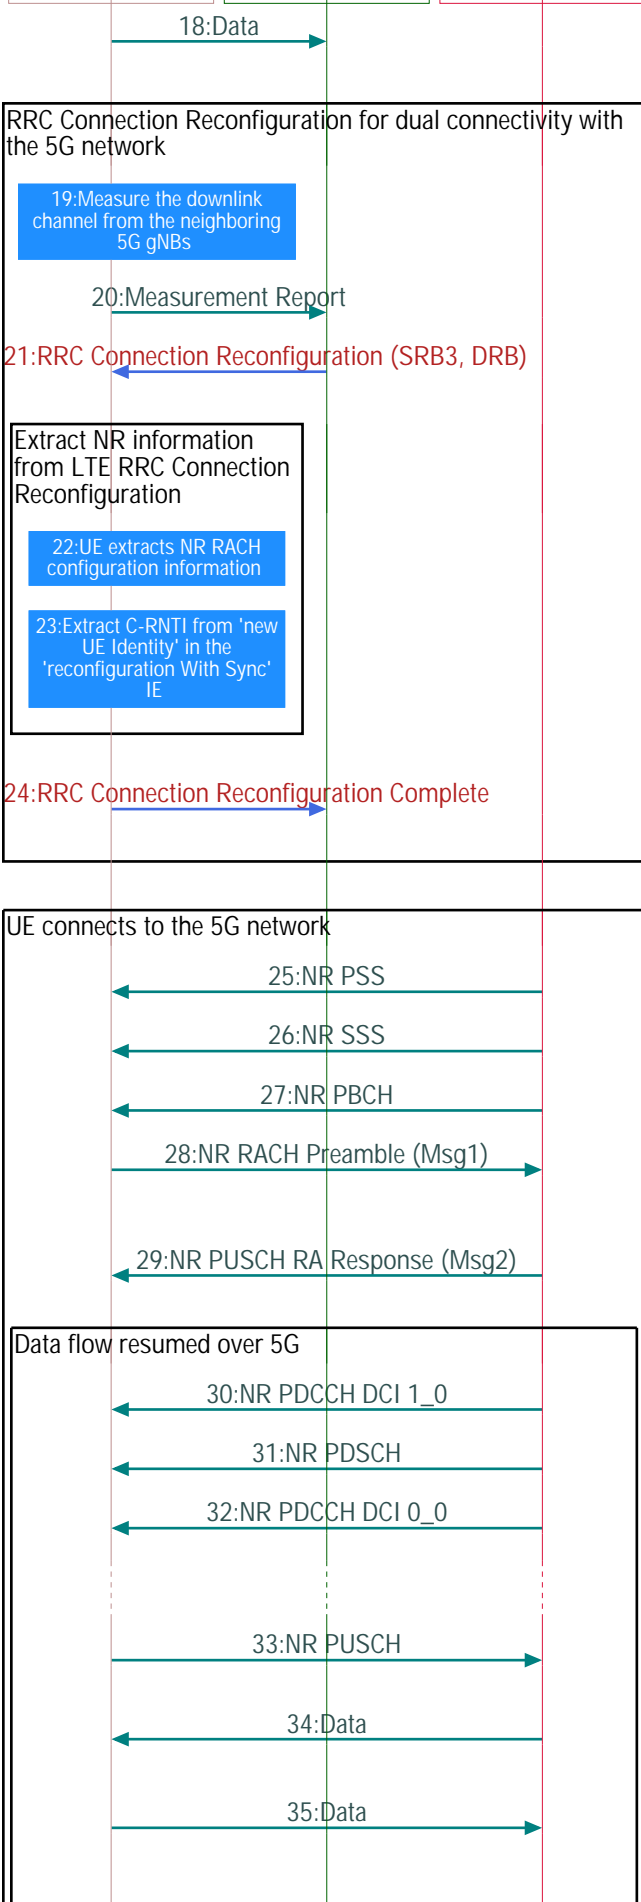 18:Data
RRC Connection Reconfiguration for dual connectivity with
the 5G network
19:Measure the downlink
channel from the neighboring
5G gNBs
20:Measurement Report
21:RRC Connection Reconfiguration (SRB3, DRB)
Extract NR information
from LTE RRC Connection
Reconfiguration
22:UE extracts NR RACH
configuration information
23:Extract C-RNTI from 'new
UE Identity' in the
'reconfiguration With Sync'
IE
24:RRC Connection Reconfiguration Complete
UE connects to the 5G network
25:NR PSS
26:NR SSS
27:NR PBCH
28:NR RACH Preamble (Msg1)
29:NR PUSCH RA Response (Msg2)
Data flow resumed over 5G
30:NR PDCCH DCI 1_0
31:NR PDSCH
32:NR PDCCH DCI 0_0
33:NR PUSCH
34:Data
35:Data